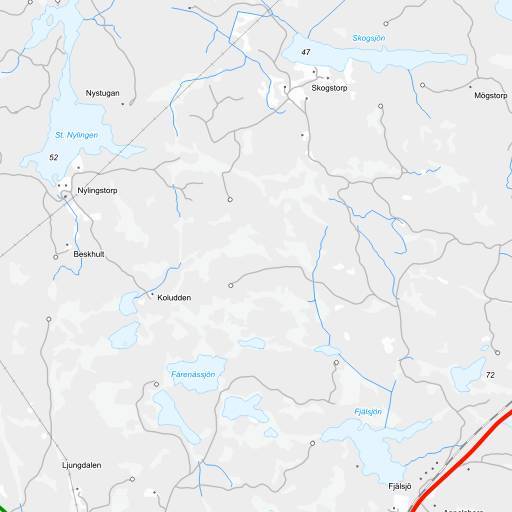 Skogsjön
47
Skogstorp
Nystugan
Mögstorp
St. Nylingen
52
Nylingstorp
Beskhult
Koludden
Färenässjön
72
Fjälsjön
Ljungdalen
Fjälsjö